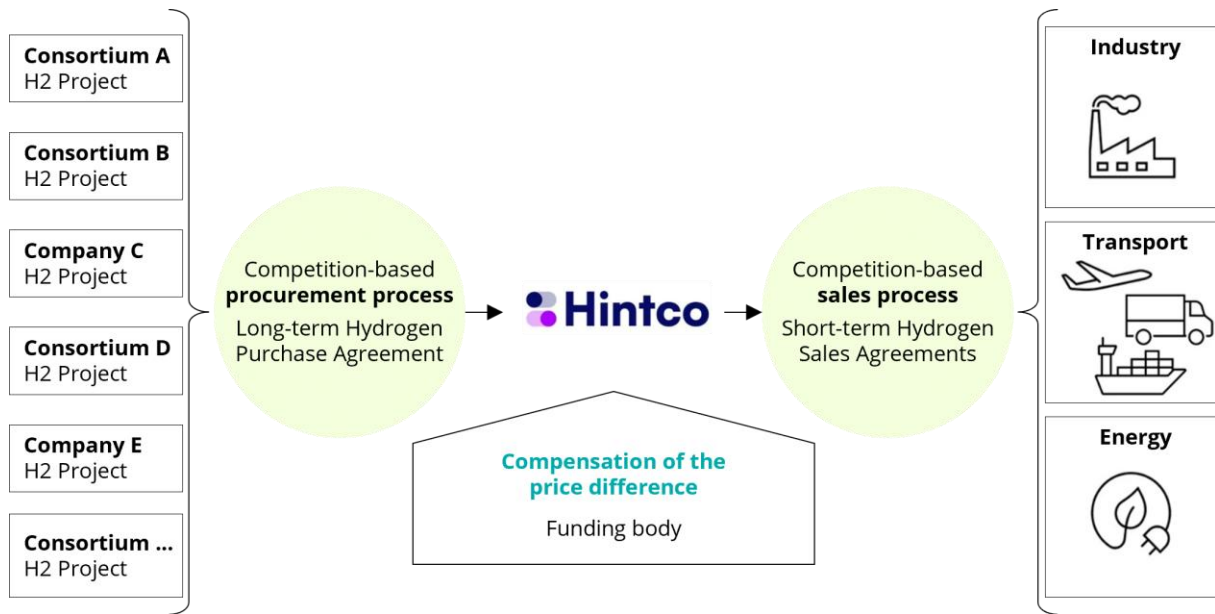 Consortium A
H2 Project
Consortium B
H2 Project
Company C
H2 Project
Consortium D
H2 Project
Company E
H2 Project
Consortium ...
H2 Project
Competition-based
procurement process
Long-term Hydrogen
Purchase Agreement
Hintco
Compensation of the
price difference
Funding body
Competition-based
sales process
Short-term Hydrogen
Sales Agreements
Industry
Transport
Energy